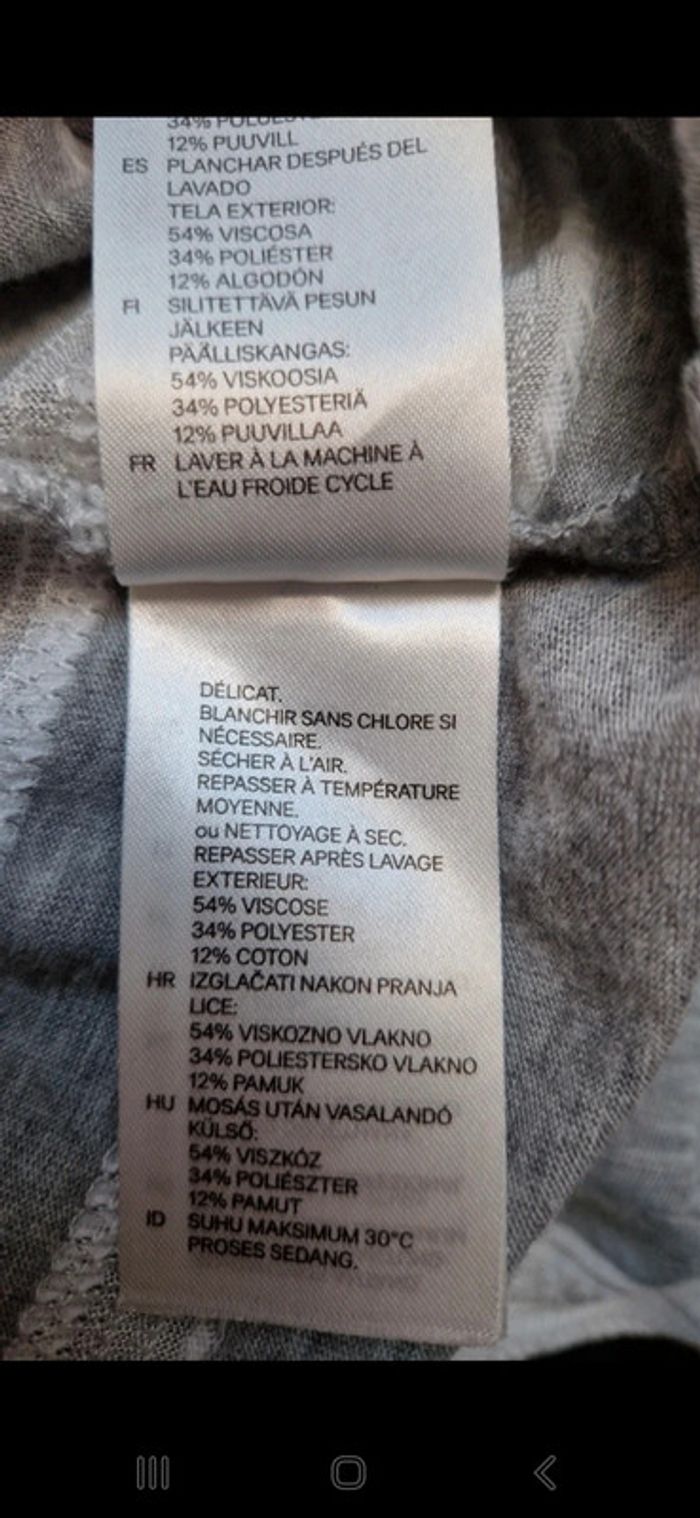 12% PUUVILL
ES PLANCHAR DESPUÉS DEL
LAVADO
TELA EXTERIOR:
54% VISCOSA
34% POLIÉSTER
12% ALGODÓN
FI SILITETTÄVÄ PESUN
JÄLKEEN
PÄÄLLISKANGAS:
54% VISKOOSIA
34% POLYESTERIÄ
12% PUUVILLAA
FR LAVER À LA MACHINE À
L'EAU FROIDE CYCLE
DÉLICAT.
BLANCHIR SANS CHLORE SI
NÉCESSAIRE.
SÉCHER À L'AIR.
REPASSER À TEMPÉRATURE
MOYENNE.
ou NETTOYAGE À SEC.
REPASSER APRÈS LAVAGE
EXTERIEUR:
54% VISCOSE
34% POLYESTER
12% COTON
HR IZGLAČATI NAKON PRANJA
LICE:
54% VISKOZNO VLAKNO
34% POLIESTERSKO VLAKNO
12% PAMUK
HU MOSÁS UTÁN VASALANDÓ
KÜLSŐ:
54% VISZKÓZ
34% POLIÉSZTER
12% PAMUT
ID SUHU MAKSIMUM 30°C
PROSES SEDANG.